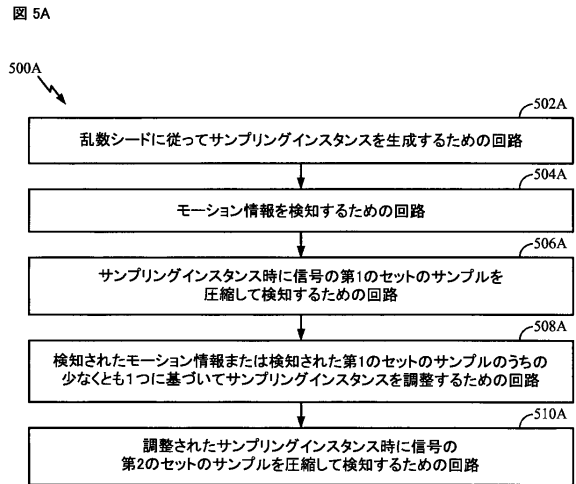 図 5A
500A
502A
乱数シードに従ってサンプリングインスタンスを生成するための回路
504A
モーション情報を検知するための回路
506A
サンプリングインスタンス時に信号の第1のセットのサンプルを
圧縮して検知するための回路
508A
検知されたモーション情報または検知された第1のセットのサンプルのうちの
少なくとも1つに基づいてサンプリングインスタンスを調整するための回路
510A
調整されたサンプリングインスタンス時に信号の
第2のセットのサンプルを圧縮して検知するための回路